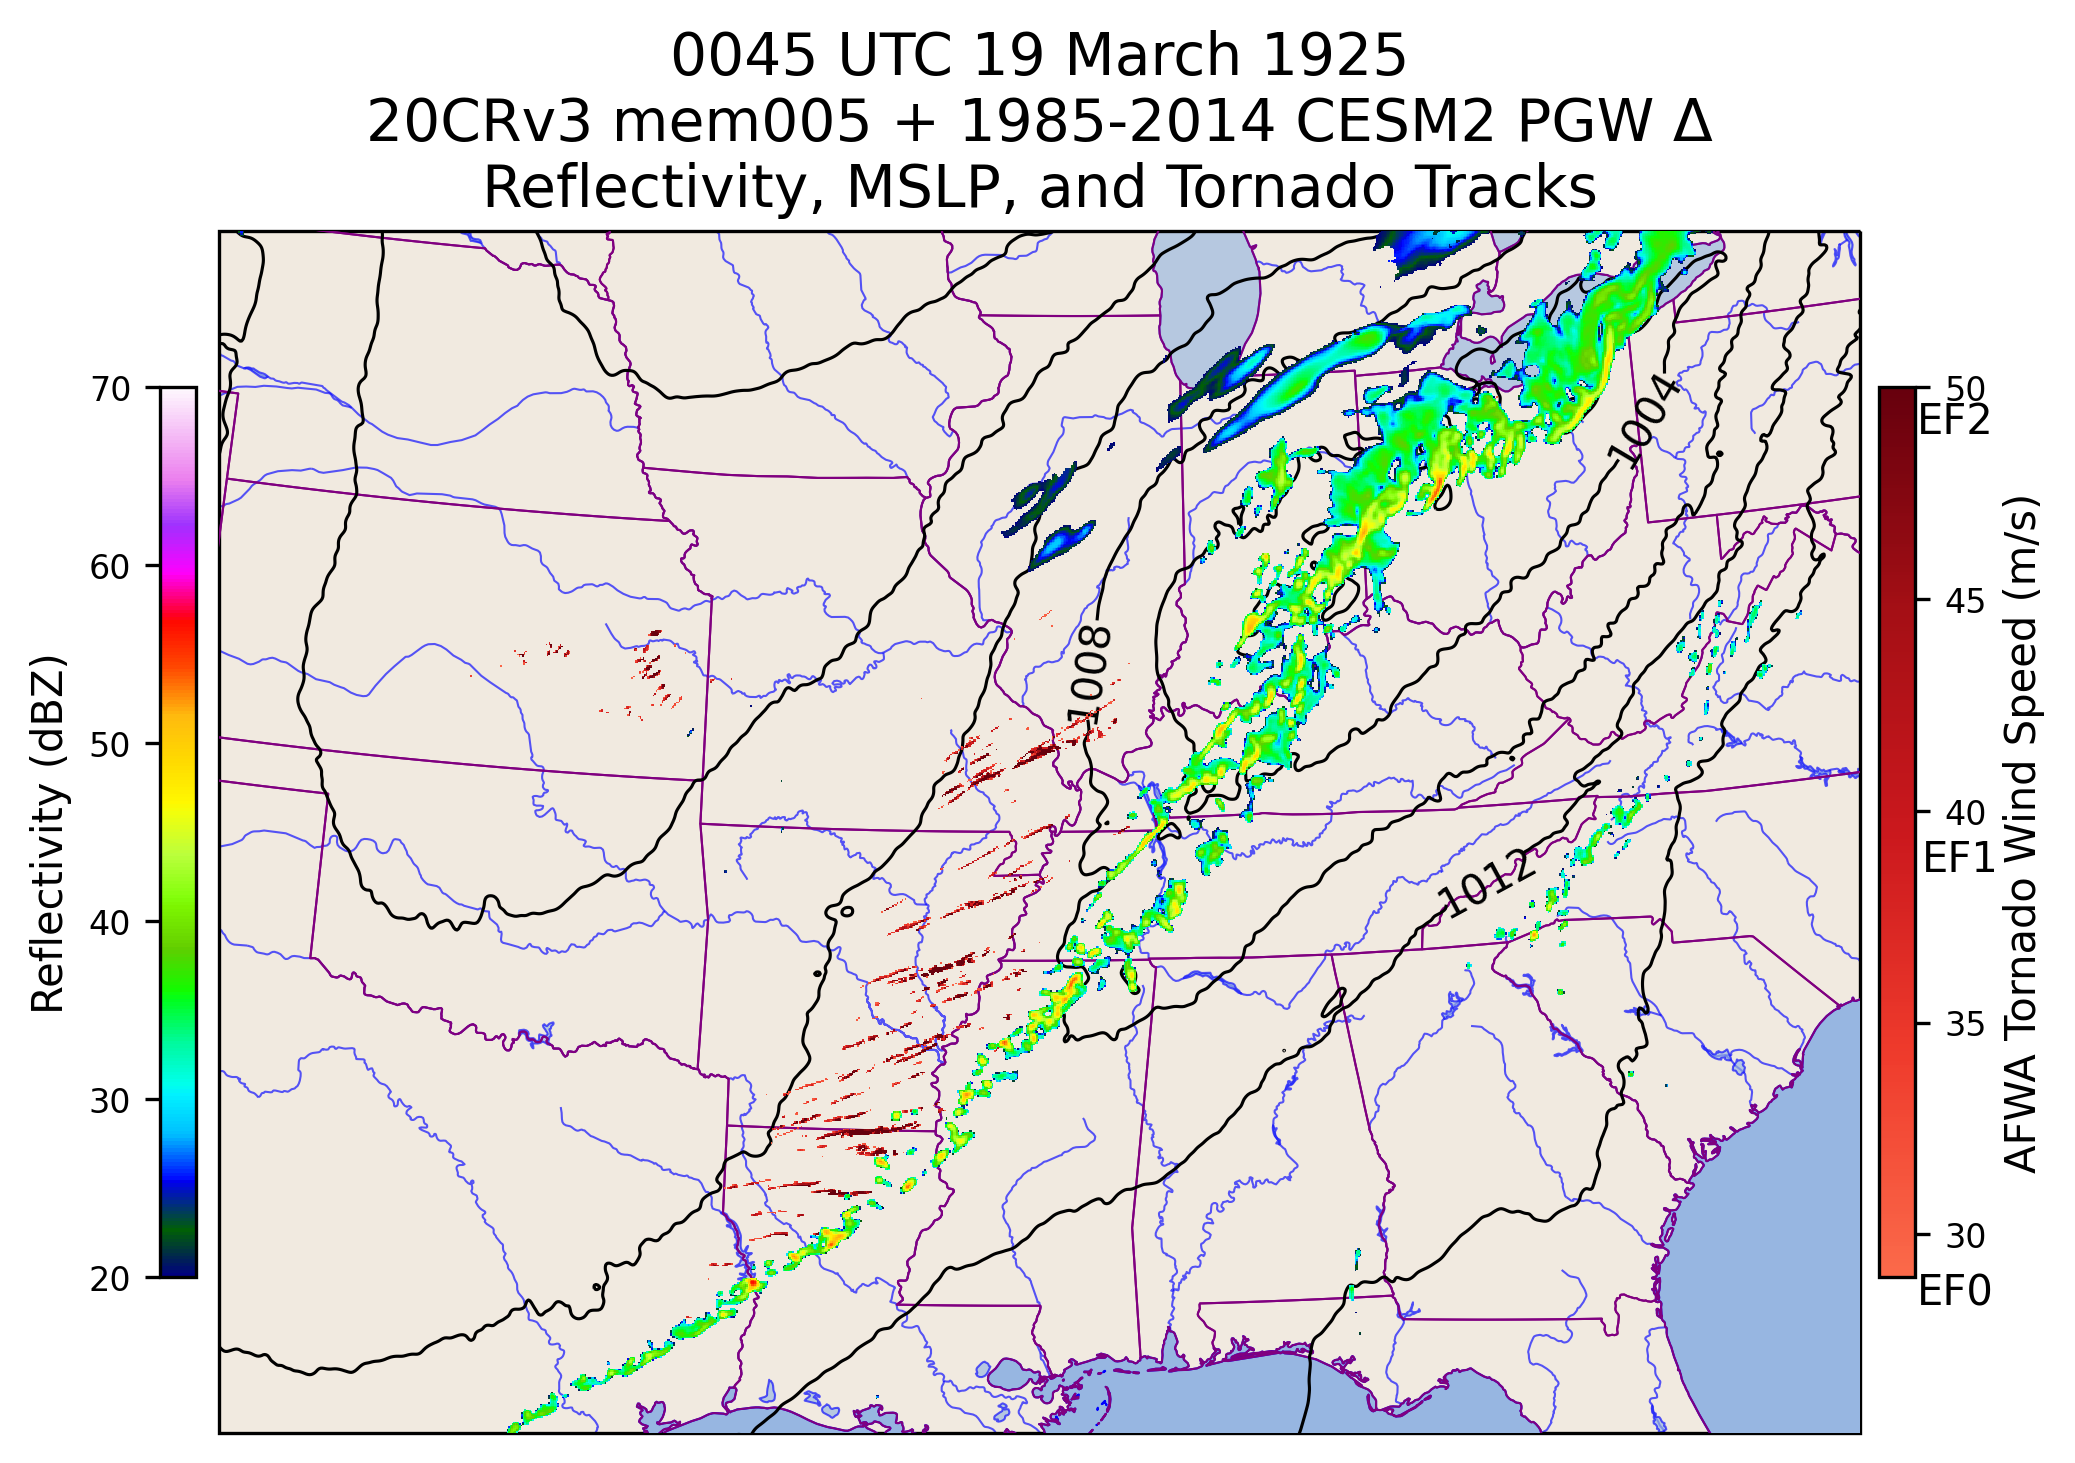 0045 UTC 19 March 1925
20CRv3 mem005 + 1985-2014 CESM2 PGW Δ
Reflectivity, MSLP, and Tornado Tracks
70
60
50
40
30
20
Reflectivity (dBZ)
1004
1008
1012
50
EF2
45
40
EF1
35
30
EF0
AFWA Tornado Wind Speed (m/s)